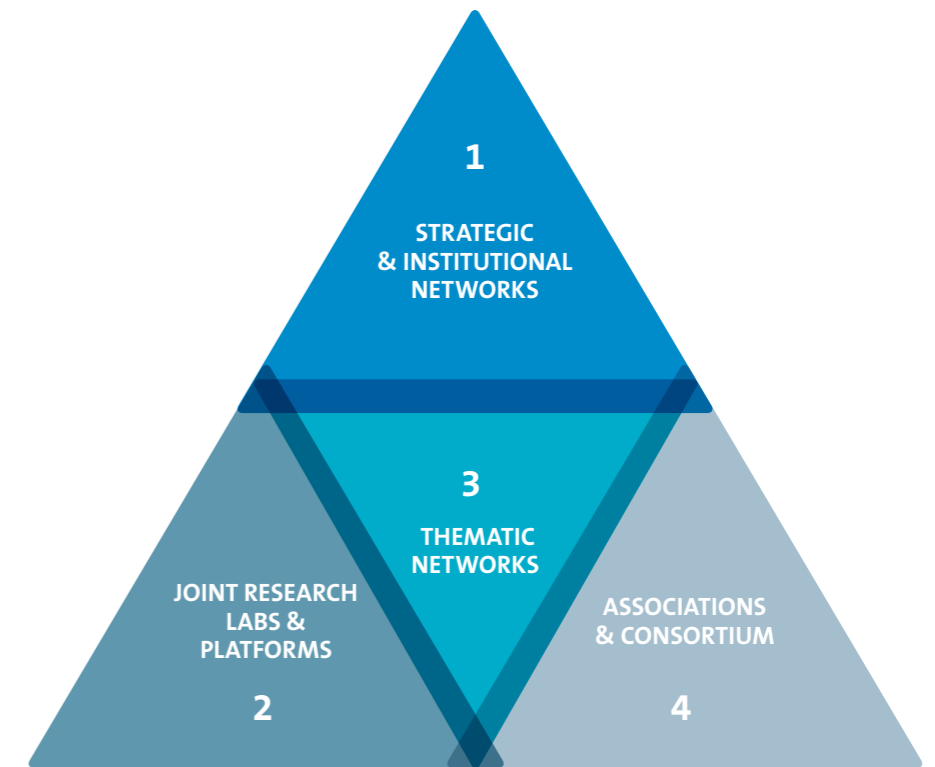 1
STRATEGIC
& INSTITUTIONAL
NETWORKS
3
THEMATIC
NETWORKS
JOINT RESEARCH
LABS &
PLATFORMS
2
ASSOCIATIONS
& CONSORTIUM
4